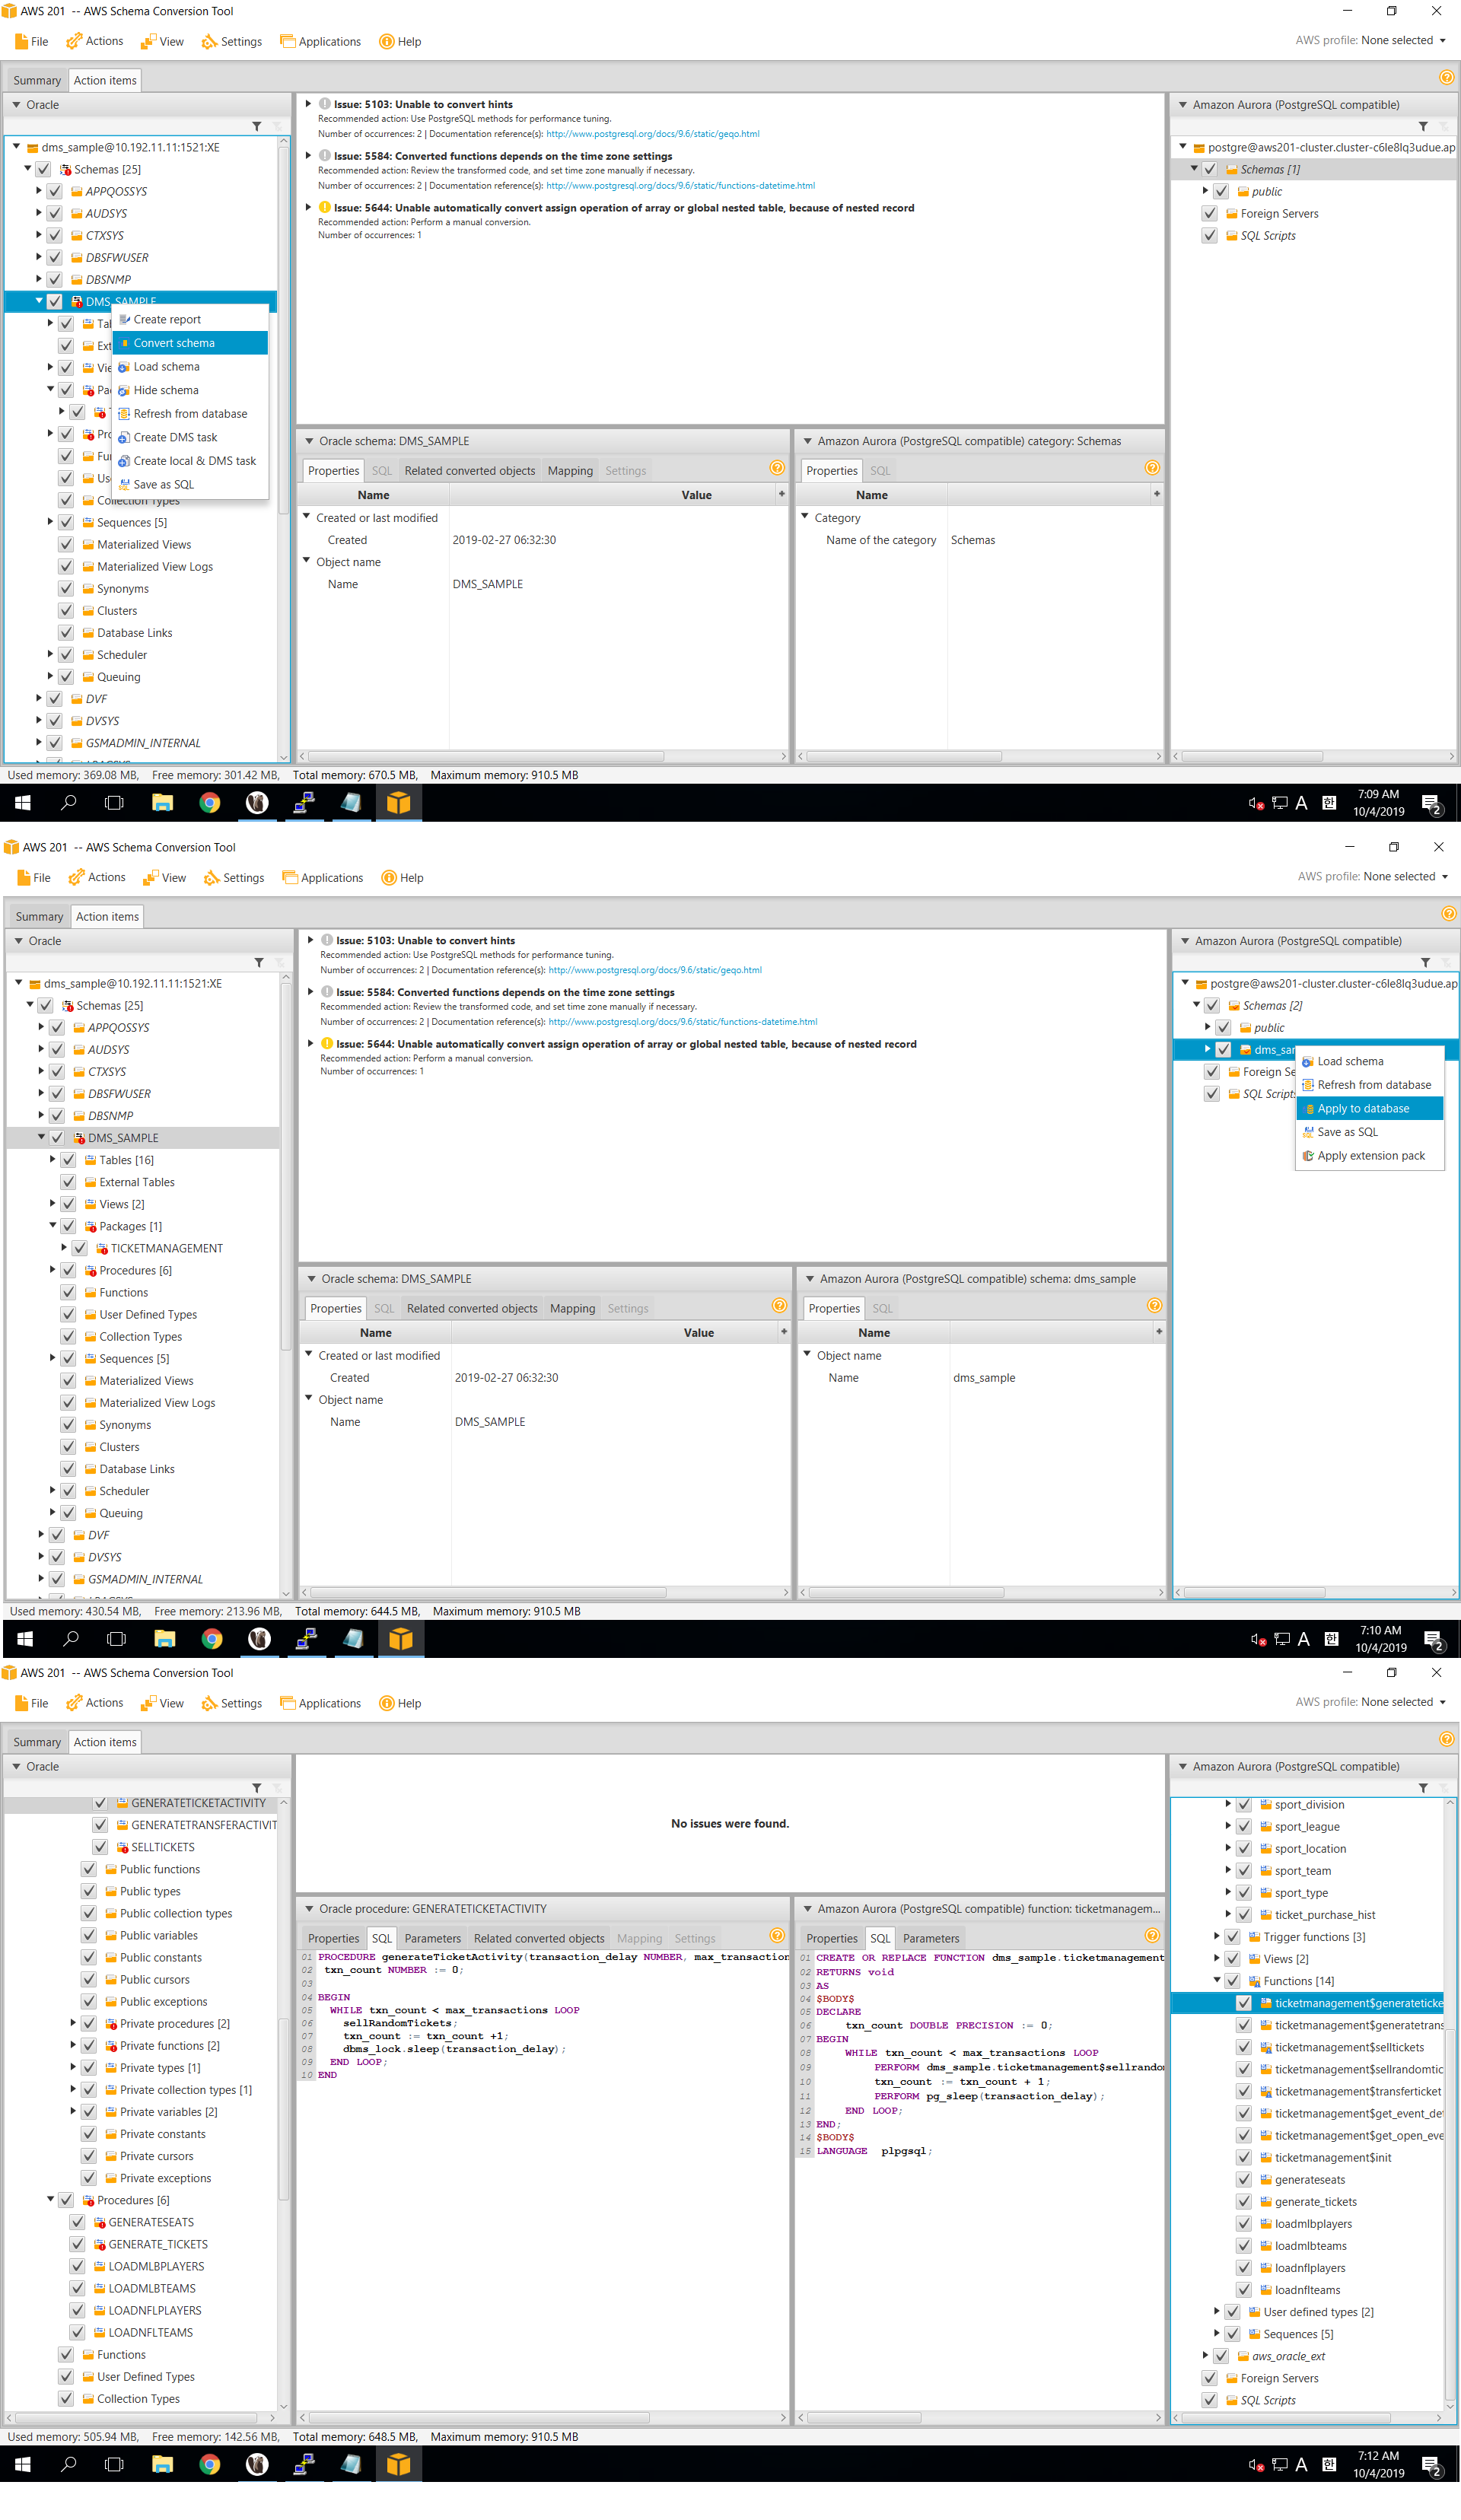 AWS 201 -- AWS Schema Conversion Tool
File Actions View Settings Applications Help AWS profile: None selected
Summary Action items
Oracle
dms_sample@10.192.11.11:1521:XE
Schemas [25]
APPQOSSYS
AUDSYS
CTXSYS
DBSFWUSER
DBSNMP
DMS_SAMPLE
Create report
Convert schema
Load schema
Hide schema
Refresh from database
Create DMS task
Create local & DMS task
Save as SQL
Collection Types
Sequences [5]
Materialized Views
Materialized View Logs
Synonyms
Clusters
Database Links
Scheduler
Queuing
DVF
DVSYS
GSMADMIN_INTERNAL
Issue: 5103: Unable to convert hints
Recommended action: Use PostgreSQL methods for performance tuning.
Number of occurrences: 2 | Documentation reference(s): http://www.postgresql.org/docs/9.6/static/geqo.html
Issue: 5584: Converted functions depends on the time zone settings
Recommended action: Review the transformed code, and set time zone manually if necessary.
Number of occurrences: 2 | Documentation reference(s): http://www.postgresql.org/docs/9.6/static/functions-datetime.html
Issue: 5644: Unable automatically convert assign operation of array or global nested table, because of nested record
Recommended action: Perform a manual conversion.
Number of occurrences: 1
Oracle schema: DMS_SAMPLE
Properties SQL Related converted objects Mapping Settings
Name Value
Created or last modified
Created 2019-02-27 06:32:30
Object name
Name DMS_SAMPLE
Amazon Aurora (PostgreSQL compatible) category: Schemas
Properties SQL
Name
Category
Name of the category Schemas
Amazon Aurora (PostgreSQL compatible)
postgre@aws201-cluster.cluster-c6le8lq3udue.ap
Schemas [1]
public
Foreign Servers
SQL Scripts
Used memory: 369.08 MB, Free memory: 301.42 MB, Total memory: 670.5 MB, Maximum memory: 910.5 MB
A 한 7:09 AM
10/4/2019 2
AWS 201 -- AWS Schema Conversion Tool
File Actions View Settings Applications Help AWS profile: None selected
Summary Action items
Oracle
dms_sample@10.192.11.11:1521:XE
Schemas [25]
APPQOSSYS
AUDSYS
CTXSYS
DBSFWUSER
DBSNMP
DMS_SAMPLE
Tables [16]
External Tables
Views [2]
Packages [1]
TICKETMANAGEMENT
Procedures [6]
Functions
User Defined Types
Collection Types
Sequences [5]
Materialized Views
Materialized View Logs
Synonyms
Clusters
Database Links
Scheduler
Queuing
DVF
DVSYS
GSMADMIN_INTERNAL
Issue: 5103: Unable to convert hints
Recommended action: Use PostgreSQL methods for performance tuning.
Number of occurrences: 2 | Documentation reference(s): http://www.postgresql.org/docs/9.6/static/geqo.html
Issue: 5584: Converted functions depends on the time zone settings
Recommended action: Review the transformed code, and set time zone manually if necessary.
Number of occurrences: 2 | Documentation reference(s): http://www.postgresql.org/docs/9.6/static/functions-datetime.html
Issue: 5644: Unable automatically convert assign operation of array or global nested table, because of nested record
Recommended action: Perform a manual conversion.
Number of occurrences: 1
Oracle schema: DMS_SAMPLE
Properties SQL Related converted objects Mapping Settings
Name Value
Created or last modified
Created 2019-02-27 06:32:30
Object name
Name DMS_SAMPLE
Amazon Aurora (PostgreSQL compatible) schema: dms_sample
Properties SQL
Name
Object name
Name dms_sample
Amazon Aurora (PostgreSQL compatible)
postgre@aws201-cluster.cluster-c6le8lq3udue.ap
Schemas [2]
public
dms_sar
Foreign Se
SQL Scripts
Load schema
Refresh from database
Apply to database
Save as SQL
Apply extension pack
Used memory: 430.54 MB, Free memory: 213.96 MB, Total memory: 644.5 MB, Maximum memory: 910.5 MB
A 한 7:10 AM
10/4/2019 2
AWS 201 -- AWS Schema Conversion Tool
File Actions View Settings Applications Help AWS profile: None selected
Summary Action items
Oracle
GENERATETICKETACTIVITY
GENERATETRANSFERACTIVIT
SELLTICKETS
Public functions
Public types
Public collection types
Public variables
Public constants
Public cursors
Public exceptions
Private procedures [2]
Private functions [2]
Private types [1]
Private collection types [1]
Private variables [2]
Private constants
Private cursors
Private exceptions
Procedures [6]
GENERATESEATS
GENERATE_TICKETS
LOADMLBPLAYERS
LOADMLBTEAMS
LOADNFLPLAYERS
LOADNFLTEAMS
Functions
User Defined Types
Collection Types
No issues were found.
Oracle procedure: GENERATETICKETACTIVITY
Properties SQL Parameters Related converted objects Mapping Settings
01 PROCEDURE generateTicketActivity(transaction_delay NUMBER, max_transaction
02 txn_count NUMBER := 0;
03
04 BEGIN
05 WHILE txn_count < max_transactions LOOP
06 sellRandomTickets;
07 txn_count := txn_count +1;
08 dbms_lock.sleep(transaction_delay);
09 END LOOP;
10 END
Amazon Aurora (PostgreSQL compatible) function: ticketmanagem...
Properties SQL Parameters
01 CREATE OR REPLACE FUNCTION dms_sample.ticketmanagement
02 RETURNS void
03 AS
04 $BODY$
05 DECLARE
06 txn_count DOUBLE PRECISION := 0;
07 BEGIN
08 WHILE txn_count < max_transactions LOOP
09 PERFORM dms_sample.ticketmanagement$sellrando
10 txn_count := txn_count + 1;
11 PERFORM pg_sleep(transaction_delay);
12 END LOOP;
13 END;
14 $BODY$
15 LANGUAGE plpgsql;
Amazon Aurora (PostgreSQL compatible)
sport_division
sport_league
sport_location
sport_team
sport_type
ticket_purchase_hist
Trigger functions [3]
Views [2]
Functions [14]
ticketmanagement$generateticke
ticketmanagement$generatetrans
ticketmanagement$selltickets
ticketmanagement$sellrandomtic
ticketmanagement$transferticket
ticketmanagement$get_event_det
ticketmanagement$get_open_eve
ticketmanagement$init
generateseats
generate_tickets
loadmlbplayers
loadmlbteams
loadnflplayers
loadnflteams
User defined types [2]
Sequences [5]
aws_oracle_ext
Foreign Servers
SQL Scripts
Used memory: 505.94 MB, Free memory: 142.56 MB, Total memory: 648.5 MB, Maximum memory: 910.5 MB
A 한 7:12 AM
10/4/2019 2